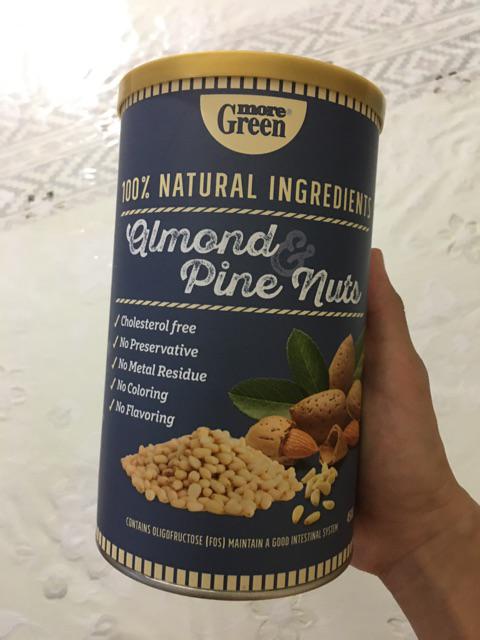 more
Green
100% NATURAL INGREDIENTS
Almond &
Pine Nuts
✓ Cholesterol free
✓ No Preservative
✓ No Metal Residue
✓ No Coloring
✓ No Flavoring
CONTAINS OLIGOFRUCTOSE (FOS) MAINTAIN A GOOD INTESTINAL SYSTEM